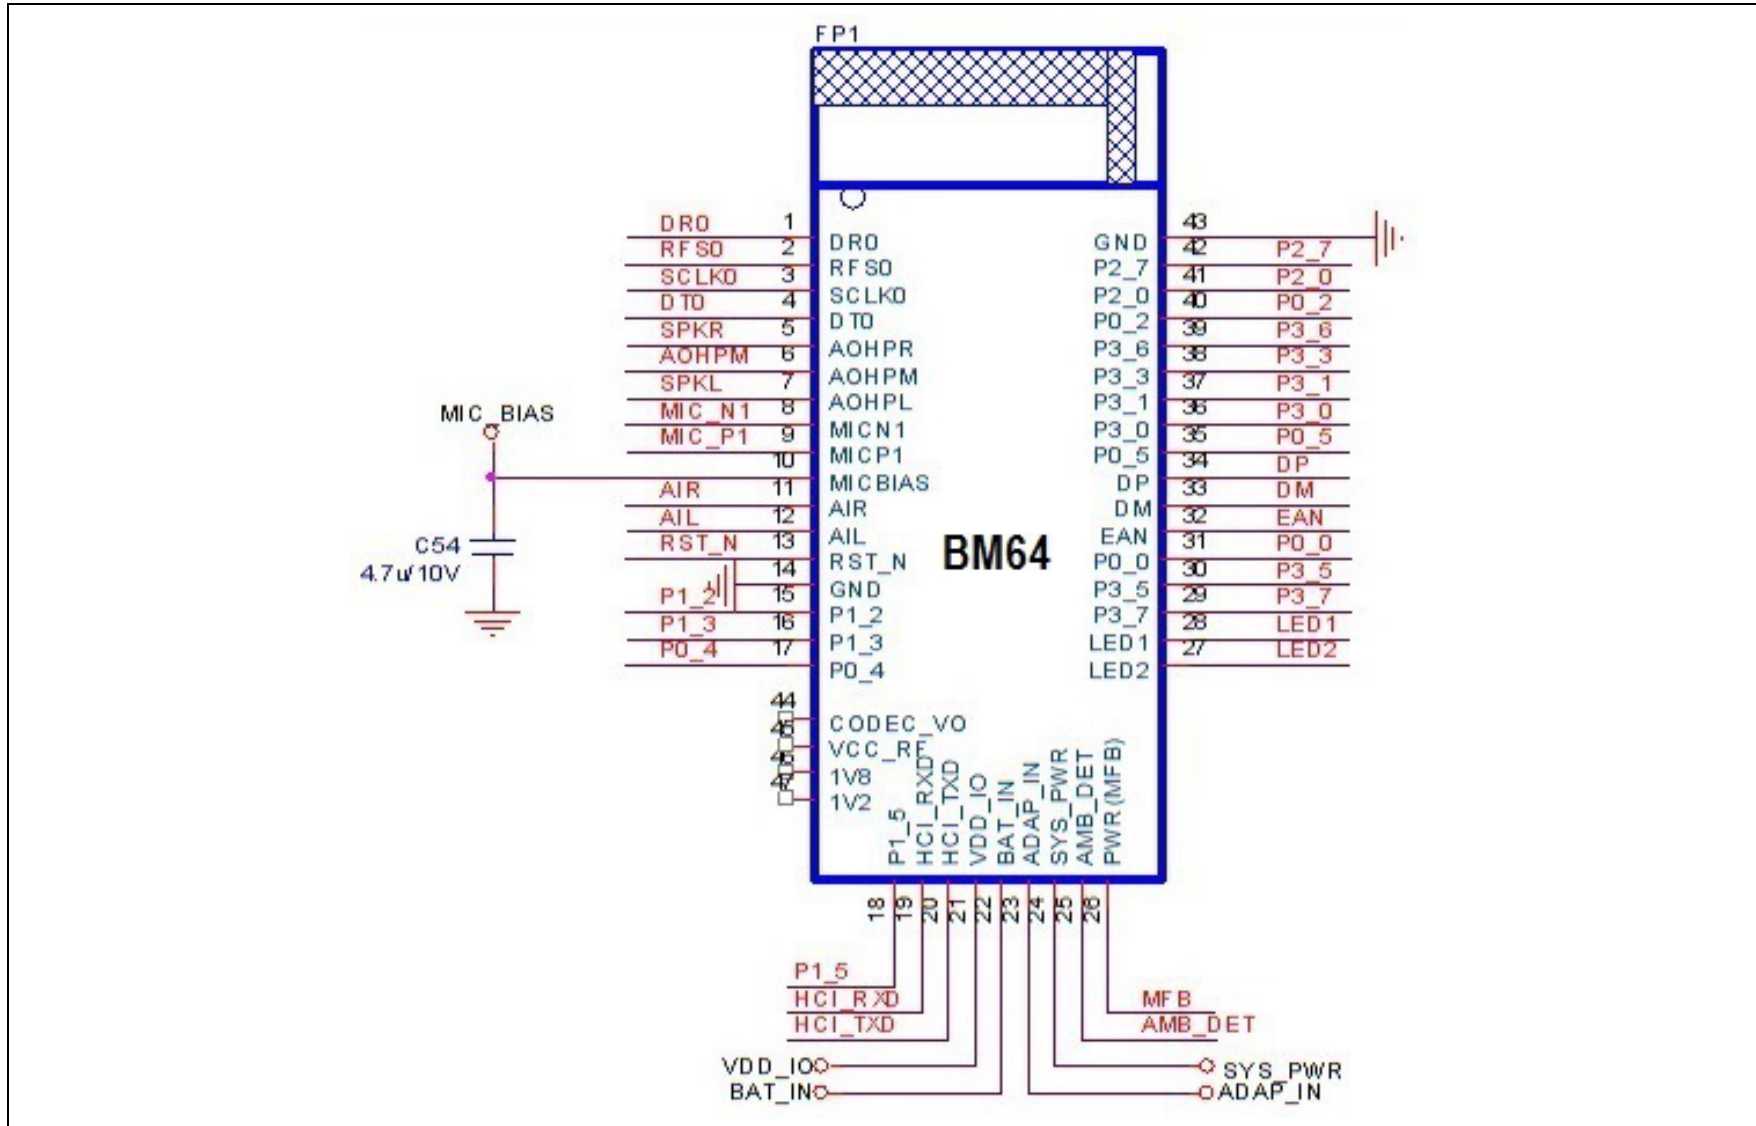 FP1
DR0 1 DR0
RFS0 2 RFS0
SCLK0 3 SCLK0
DT0 4 DT0
SPKR 5 AOHPR
AOHPM 6 AOHPM
SPKL 7 AOHPL
MIC_N1 8 MICN1
MIC_P1 9 MICP1
MIC_BIAS
10 MICBIAS
AIR 11 AIR
AIL 12 AIL
RST_N 13 RST_N
14 GND
P1_2 15 P1_2
P1_3 16 P1_3
P0_4 17 P0_4
C54
4.7u/10V
44 CODEC_VO
45 VCC_RF
46 1V8
47 1V2
BM64
GND 43
P2_7 42 P2_7
P2_0 41 P2_0
P0_2 40 P0_2
P3_6 39 P3_6
P3_3 38 P3_3
P3_1 37 P3_1
P3_0 36 P3_0
P0_5 35 P0_5
DP 34 DP
DM 33 DM
EAN 32 EAN
P0_0 31 P0_0
P3_5 30 P3_5
P3_7 29 P3_7
LED1 28 LED1
LED2 27 LED2
P1_5 18 P1_5
HCI_RXD 19 HCI_RXD
HCI_TXD 20 HCI_TXD
VDD_IO 21 VDD_IO
BAT_IN 22 BAT_IN
ADAP_IN 23 ADAP_IN
SYS_PWR 24 SYS_PWR
AMB_DET 25 AMB_DET
PWR(MFB) 26 MFB